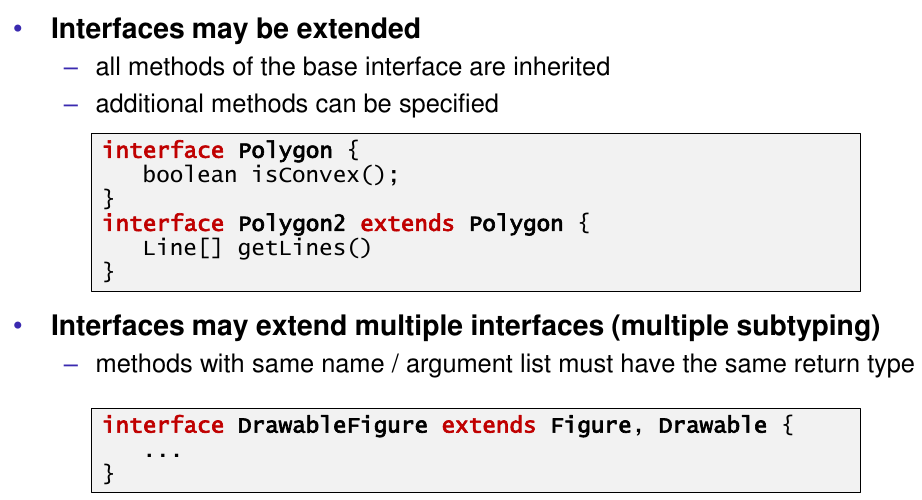 • Interfaces may be extended
– all methods of the base interface are inherited
– additional methods can be specified
interface Polygon {
boolean isConvex();
}
interface Polygon2 extends Polygon {
Line[] getLines()
}
• Interfaces may extend multiple interfaces (multiple subtyping)
– methods with same name / argument list must have the same return type
interface DrawableFigure extends Figure, Drawable {
...
}